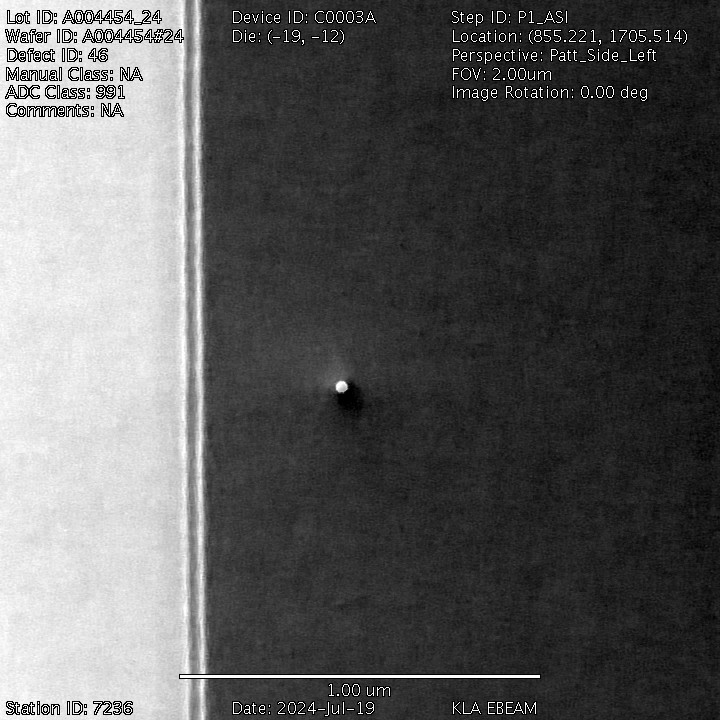 Lot ID: A004454_24
Wafer ID: A004454#24
Defect ID: 46
Manual Class: NA
ADC Class: 991
Comments: NA
Device ID: C0003A
Die: (-19, -12)
Step ID: P1_ASI
Location: (855.221, 1705.514)
Perspective: Patt_Side_Left
FOV: 2.00um
Image Rotation: 0.00 deg
1.00 um
Station ID: 7236
Date: 2024-Jul-19
KLA EBEAM